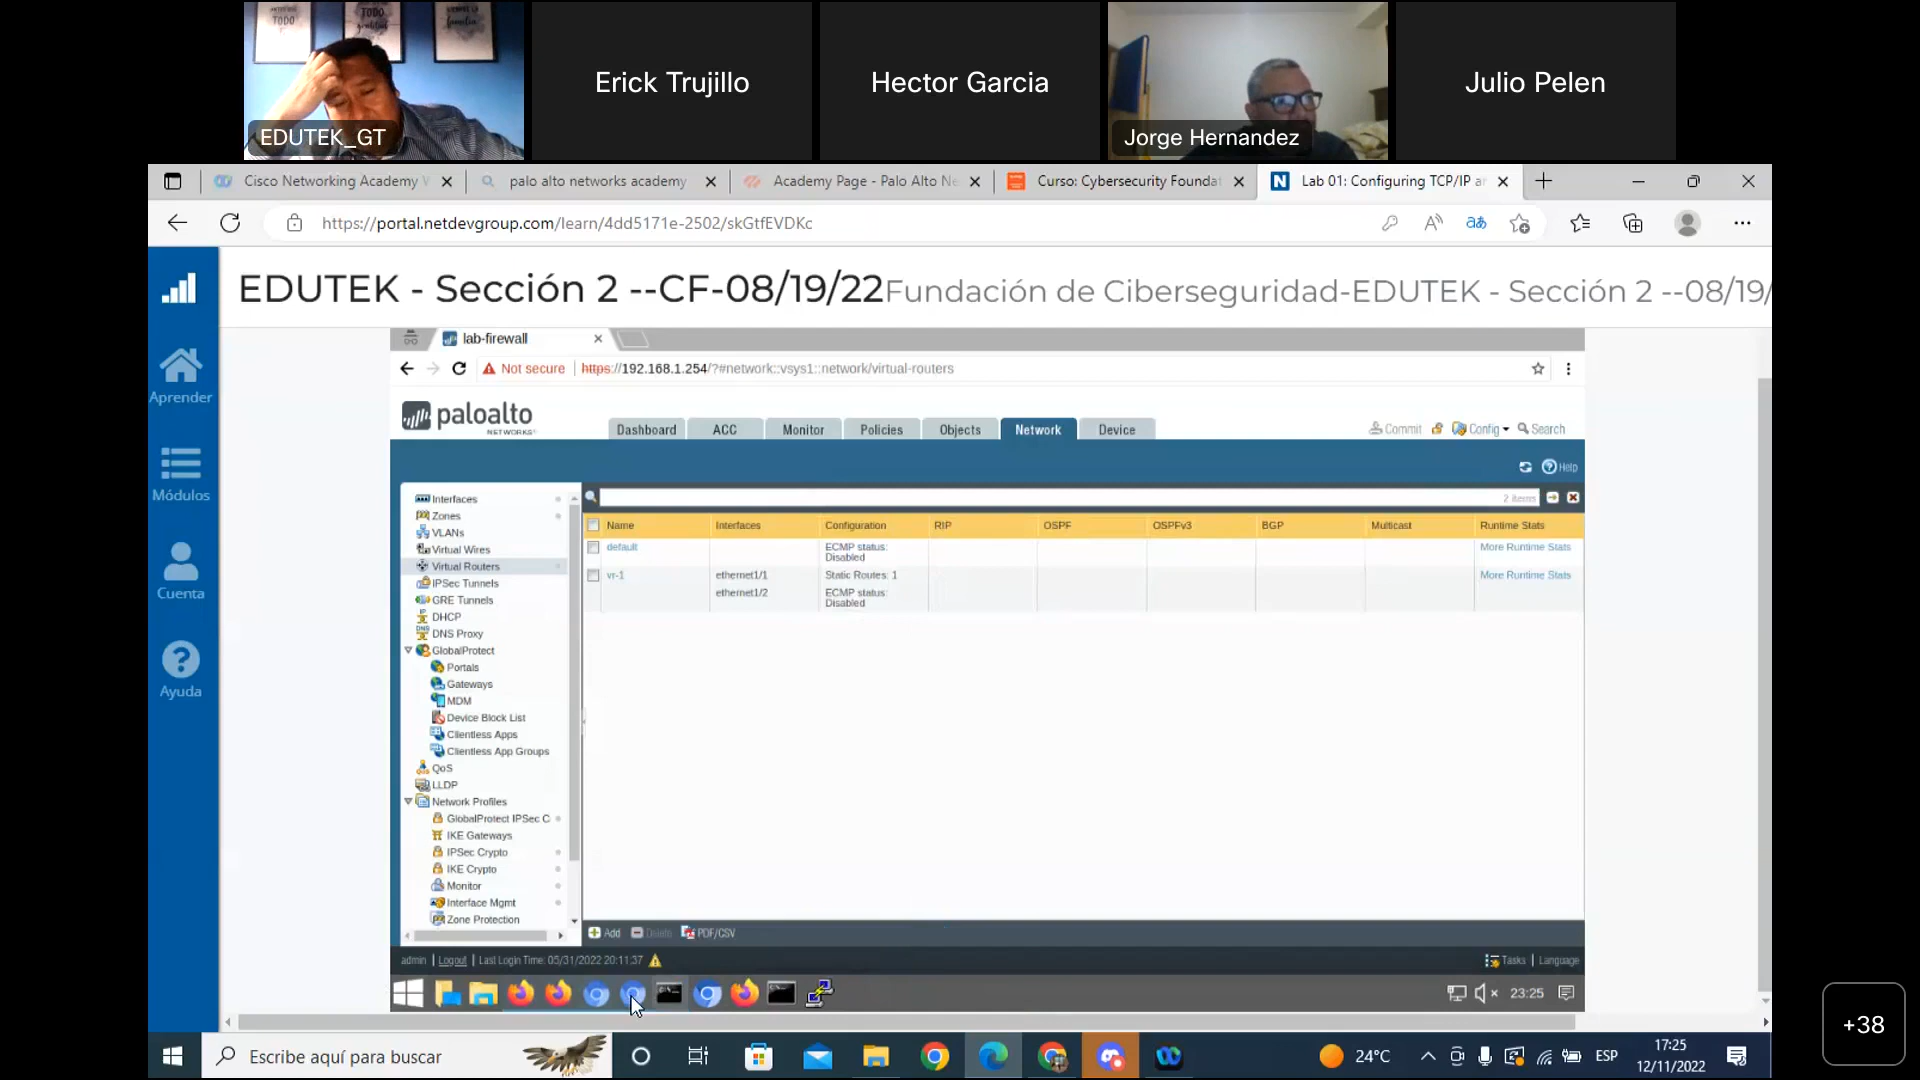 TODO
TODO
gratitud
familia
EDUTEK_GT
Erick Trujillo
Hector Garcia
Jorge Hernandez
Julio Pelen
Cisco Networking Academy
palo alto networks academy
Academy Page - Palo Alto Ne
Curso: Cybersecurity Foundat
Lab 01: Configuring TCP/IP a
https://portal.netdevgroup.com/learn/4dd5171e-2502/skGtfEVDKc
EDUTEK - Sección 2 --CF-08/19/22
Fundación de Ciberseguridad-EDUTEK - Sección 2 --08/19/
Aprender
Módulos
Cuenta
Ayuda
lab-firewall
Not secure
https://192.168.1.254/?#network::vsys1::network/virtual-routers
paloalto
NETWORKS
Dashboard
ACC
Monitor
Policies
Objects
Network
Device
Commit
Config
Search
Help
Interfaces
Zones
VLANs
Virtual Wires
Virtual Routers
IPSec Tunnels
GRE Tunnels
DHCP
DNS Proxy
GlobalProtect
Portals
Gateways
MDM
Device Block List
Clientless Apps
Clientless App Groups
QoS
LLDP
Network Profiles
GlobalProtect IPSec C
IKE Gateways
IPSec Crypto
IKE Crypto
Monitor
Interface Mgmt
Zone Protection
2 items
Name Interfaces Configuration RIP OSPF OSPFv3 BGP Multicast Runtime Stats
default ECMP status: More Runtime Stats
Disabled
vr-1 ethernet1/1 Static Routes: 1 More Runtime Stats
ethernet1/2 ECMP status:
Disabled
Add
Delete
PDF/CSV
admin | Logout | Last Login Time: 05/31/2022 20:11:37
Tasks | Language
23:25
+38
Escribe aquí para buscar
24°C
ESP
17:25
12/11/2022